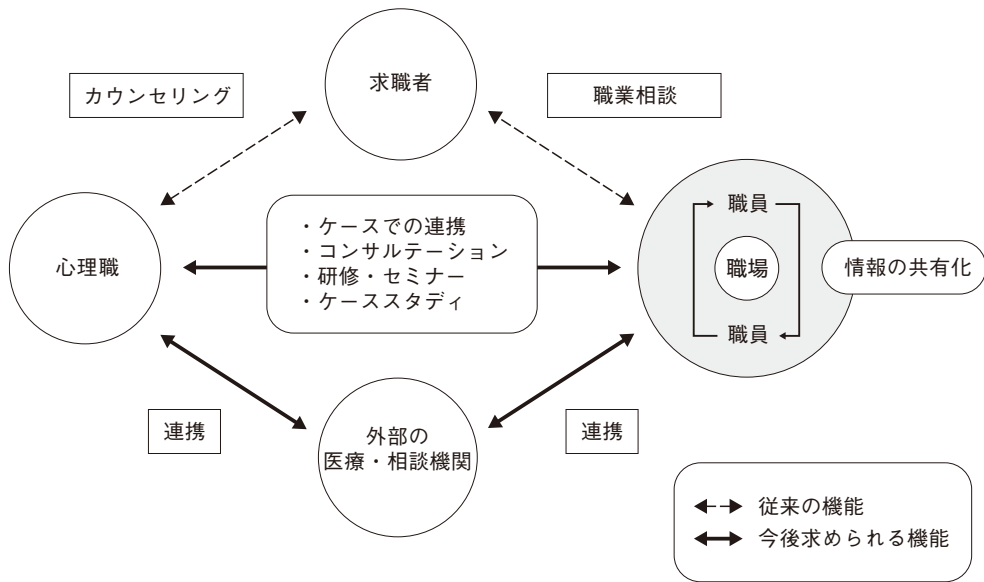 求職者
カウンセリング
職業相談
心理職
・ケースでの連携
・コンサルテーション
・研修・セミナー
・ケーススタディ
職員
職場
職員
情報の共有化
連携
外部の
医療・相談機関
連携
従来の機能
今後求められる機能